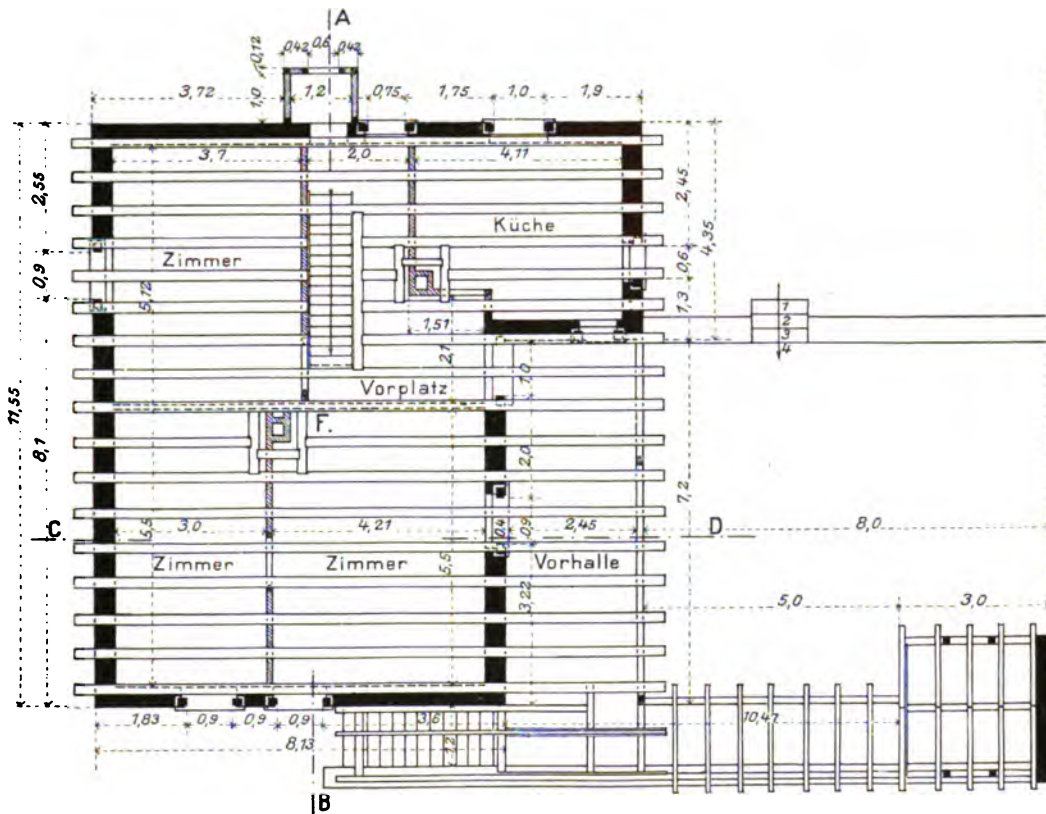 A
0,42 0,6 0,42
0,12
1,0
3,72 1,2 0,75 1,75 1,0 1,9
3,7 2,0 4,11
2,55
2,45
4,35
Küche
Zimmer
0,9
0,6
5,12
1,3
1
2
3
4
1,51
2,1
Vorplatz
1,0
F.
11,55
8,1
2,0
7,2
C
3,0 4,21 0,4 0,9 2,45 D 8,0
5,5
5,5
Zimmer Zimmer Vorhalle
3,22
5,0 3,0
1,83 0,9 0,9 0,9 3,6 10,47
8,13
1,2
B